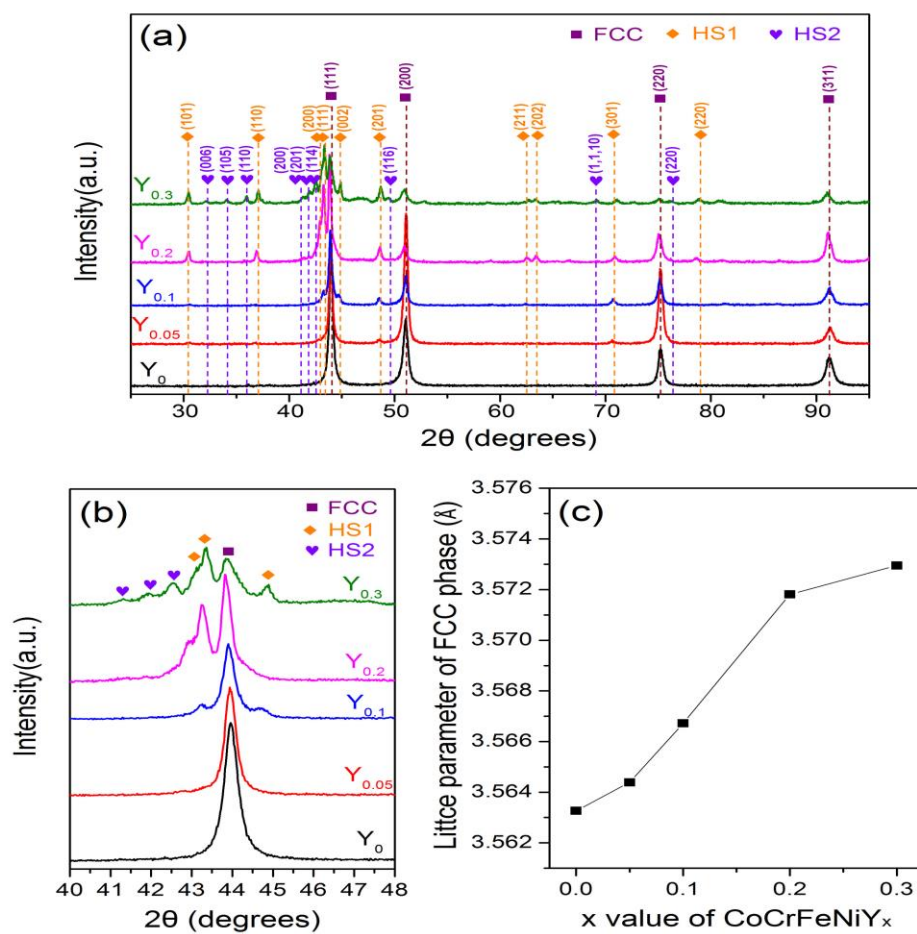 (a)
FCC HS1 HS2
(101) (006) (105) (110) (110) (200) (201) (114) (200) (111) (111) (002) (201) (116) (200) (211) (202) (1,1,10) (301) (220) (220) (220) (311)
Y0.3
Y0.2
Y0.1
Y0.05
Y0
Intensity(a.u.)
30 40 50 60 70 80 90
2θ (degrees)
(b)
FCC
HS1
HS2
Y0.3
Y0.2
Y0.1
Y0.05
Y0
Intensity(a.u.)
40 41 42 43 44 45 46 47 48
2θ (degrees)
(c)
Littce parameter of FCC phase (Å)
3.576
3.574
3.572
3.570
3.568
3.566
3.564
3.562
0.0 0.1 0.2 0.3
x value of CoCrFeNiYx